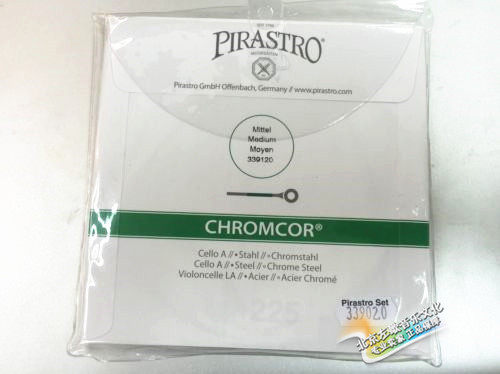 PIRASTRO
Pirastro GmbH Offenbach, Germany // www.pirastro.com
Mittel
Medium
Moyen
339120
CHROMCOR®
Cello A // • Stahl // ◦ Chromstahl
Cello A // • Steel // ◦ Chrome Steel
Violoncelle LA // • Acier // ◦ Acier Chromé
Pirastro Set
339020